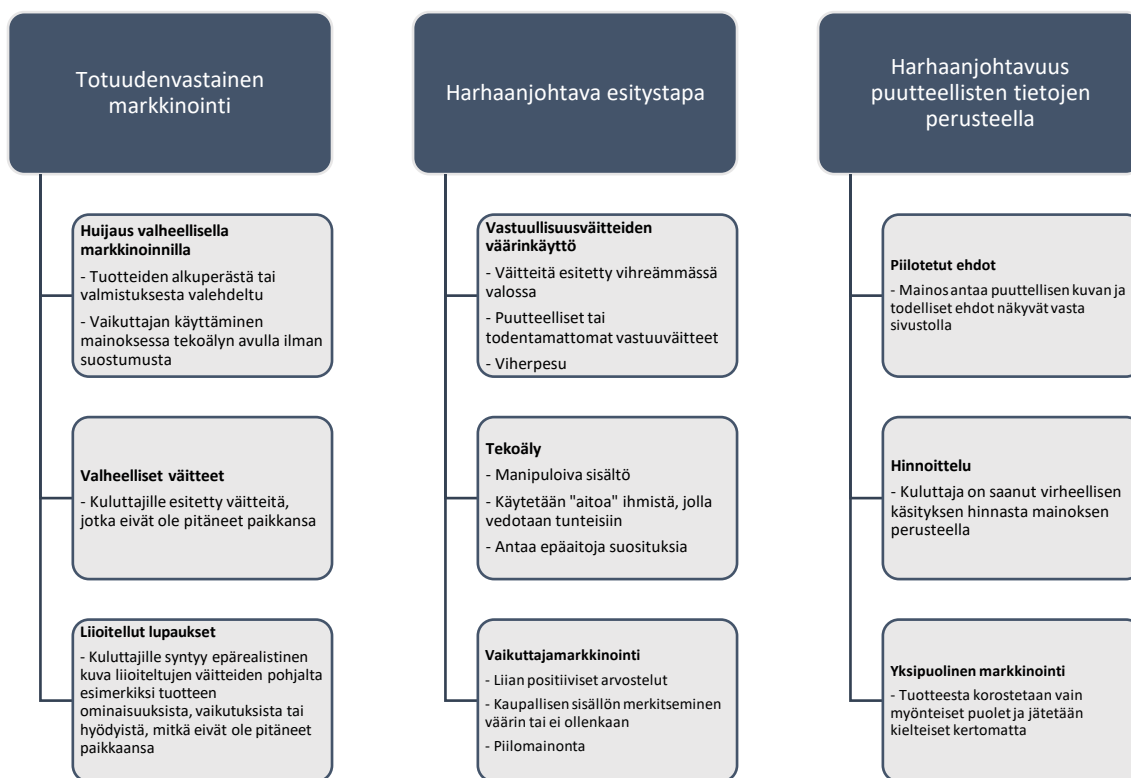 Totuudenvastainen
markkinointi
Huijaus valheellisella
markkinoinnilla
- Tuotteiden alkuperästä tai
valmistuksesta valehdeltu
- Vaikuttajan käyttäminen
mainoksessa tekoälyn avulla ilman
suostumusta
Valheelliset väitteet
- Kuluttajille esitetty väitteitä,
jotka eivät ole pitäneet paikkansa
Liioitellut lupaukset
- Kuluttajille syntyy epärealistinen
kuva liioiteltujen väitteiden pohjalta
esimerkiksi tuotteen
ominaisuuksista, vaikutuksista tai
hyödyistä, mitkä eivät ole pitäneet
paikkaansa
Harhaanjohtava esitystapa
Vastuullisuusväitteiden
väärinkäyttö
- Väitteitä esitetty vihreämmässä
valossa
- Puutteelliset tai
todentamattomat vastuuväitteet
- Viherpesu
Tekoäly
- Manipuloiva sisältö
- Käytetään "aitoa" ihmistä, jolla
vedotaan tunteisiin
- Antaa epäaitoja suosituksia
Vaikuttajamarkkinointi
- Liian positiiviset arvostelut
- Kaupallisen sisällön merkitseminen
väärin tai ei ollenkaan
- Piilomainonta
Harhaanjohtavuus
puutteellisten tietojen
perusteella
Piilotetut ehdot
- Mainos antaa puuttellisen kuvan ja
todelliset ehdot näkyvät vasta
sivustolla
Hinnoittelu
- Kuluttaja on saanut virheellisen
käsityksen hinnasta mainoksen
perusteella
Yksipuolinen markkinointi
- Tuotteesta korostetaan vain
myönteiset puolet ja jätetään
kielteiset kertomatta